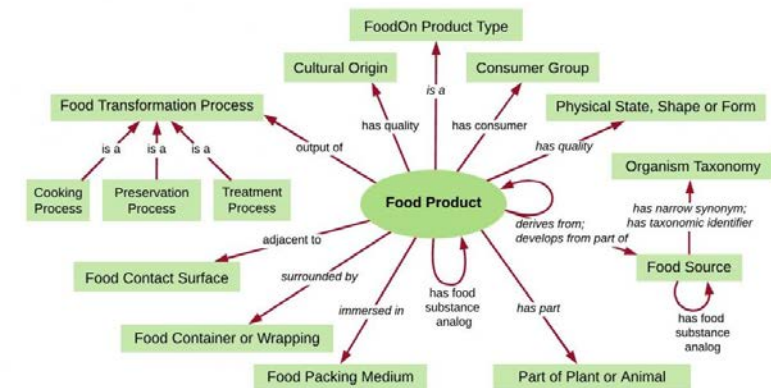 FoodOn Product Type
Cultural Origin
Consumer Group
Food Transformation Process
is a
Physical State, Shape or Form
has quality
has consumer
is a
is a
is a
output of
has quality
Organism Taxonomy
Cooking
Process
Preservation
Process
Treatment
Process
Food Product
has narrow synonym;
has taxonomic identifier
derives from;
develops from part of
adjacent to
Food Contact Surface
surrounded by
Food Source
immersed in
has food
substance
analog
has part
has food
substance
analog
Food Container or Wrapping
Food Packing Medium
Part of Plant or Animal